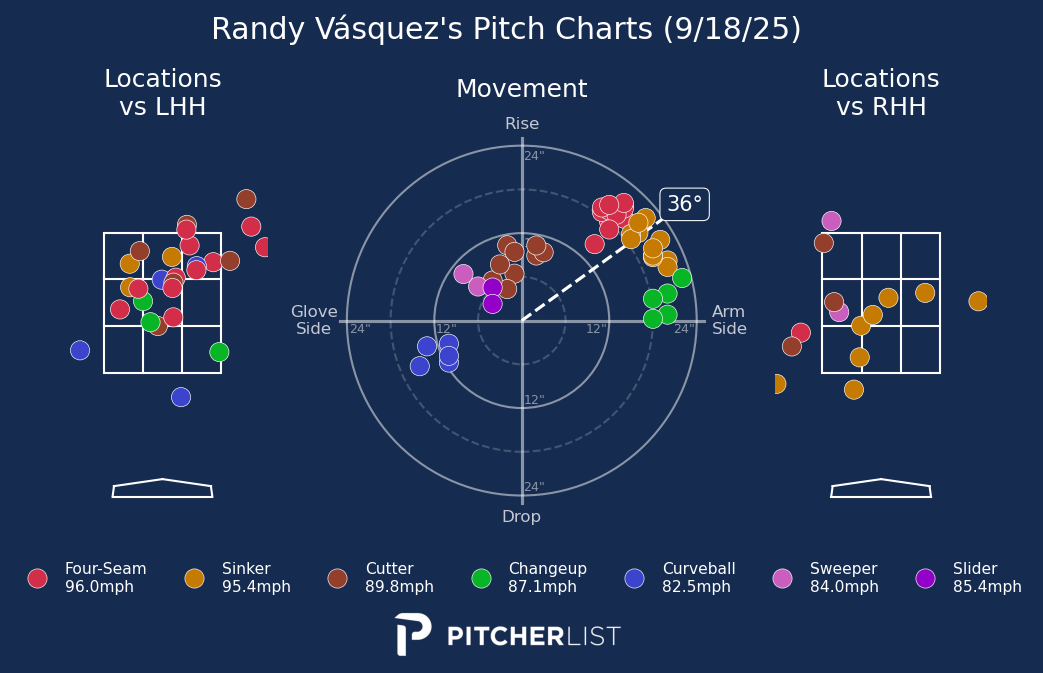 Randy Vásquez's Pitch Charts (9/18/25)
Locations
vs LHH
Movement
Locations
vs RHH
Rise
24"
36°
Glove
Side
24"
12"
12"
24"
Arm
Side
12"
24"
Drop
Four-Seam
96.0mph
Sinker
95.4mph
Cutter
89.8mph
Changeup
87.1mph
Curveball
82.5mph
Sweeper
84.0mph
Slider
85.4mph
PITCHERLIST